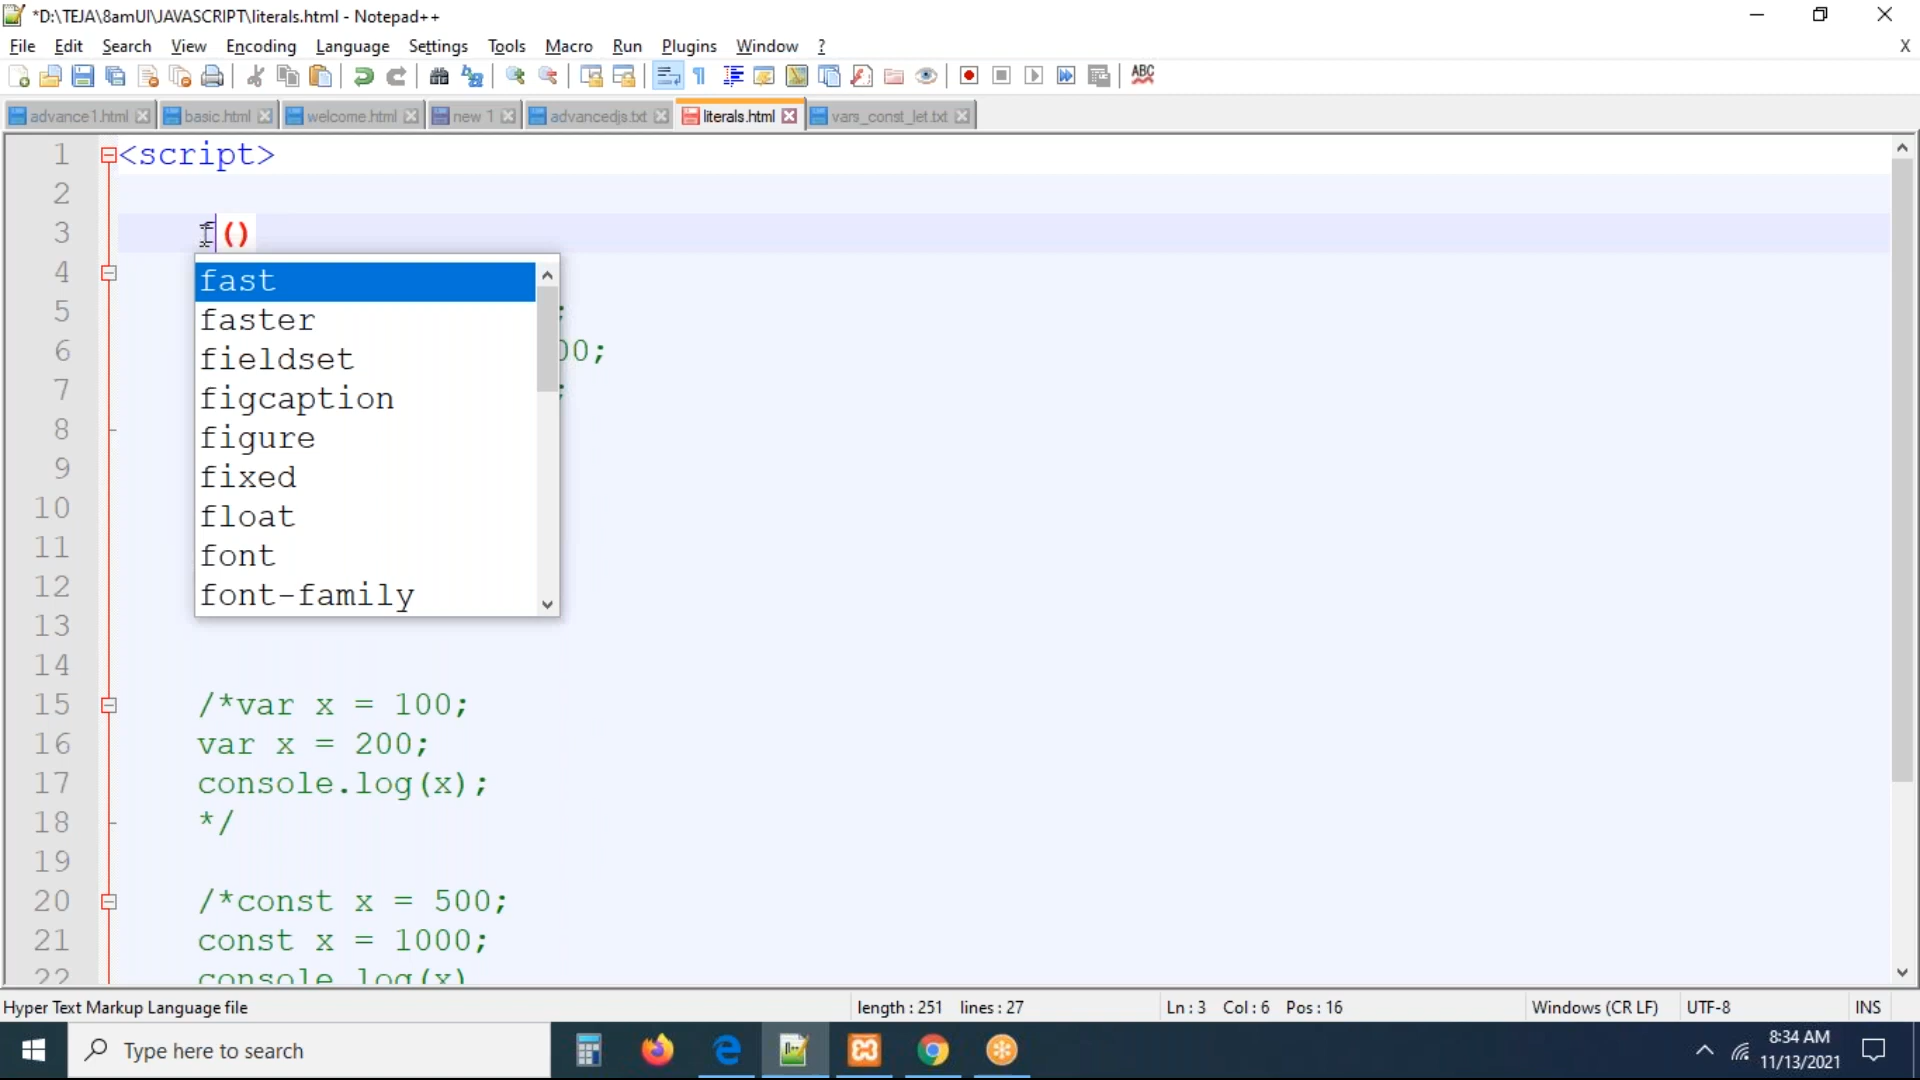 *D:\TEJA\8amUI\JAVASCRIPT\literals.html - Notepad++
File Edit Search View Encoding Language Settings Tools Macro Run Plugins Window ? X
ABC
advance1.html basic.html welcome.html new 1 advancedjs.txt literals.html vars_const_let.txt
1 <script>
2
3 f()
4
5 ;
6 00;
7 ;
8
9
10
11
12
13
14
fast
faster
fieldset
figcaption
figure
fixed
float
font
font-family
15 /*var x = 100;
16 var x = 200;
17 console.log(x);
18 */
19
20 /*const x = 500;
21 const x = 1000;
22 console.log(x)
Hyper Text Markup Language file length : 251 lines : 27 Ln : 3 Col : 6 Pos : 16 Windows (CR LF) UTF-8 INS
Type here to search
8:34 AM
11/13/2021